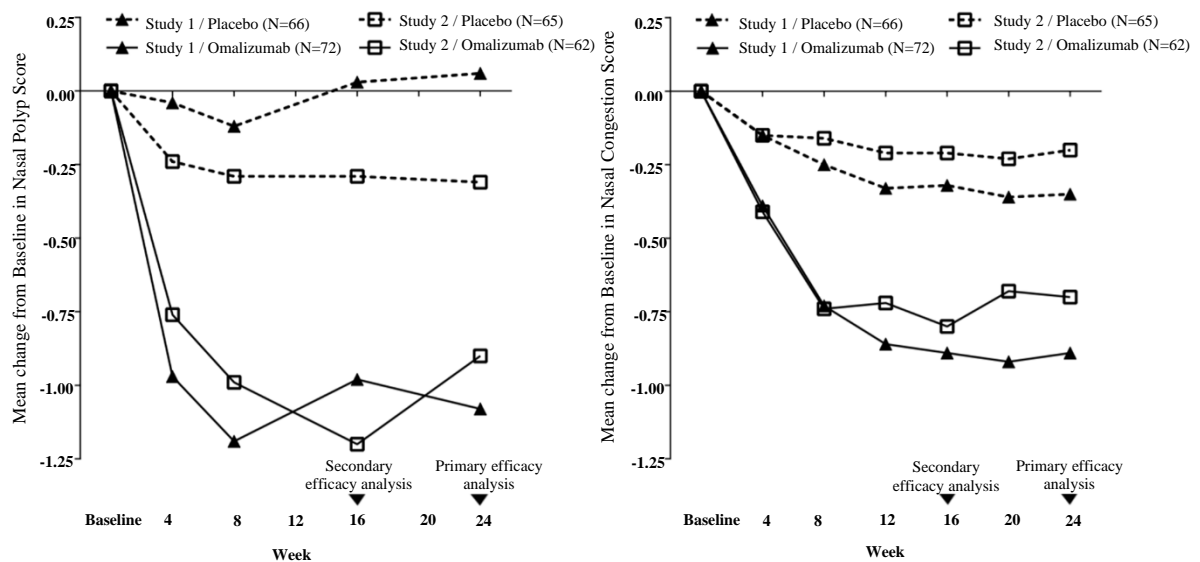 Mean change from Baseline in Nasal Polyp Score
0.25
0.00
-0.25
-0.50
-0.75
-1.00
-1.25
Study 1 / Placebo (N=66)
Study 2 / Placebo (N=65)
Study 1 / Omalizumab (N=72)
Study 2 / Omalizumab (N=62)
Secondary
efficacy analysis
Primary efficacy
analysis
Baseline 4 8 12 16 20 24
Week
Mean change from Baseline in Nasal Congestion Score
0.25
0.00
-0.25
-0.50
-0.75
-1.00
-1.25
Study 1 / Placebo (N=66)
Study 2 / Placebo (N=65)
Study 1 / Omalizumab (N=72)
Study 2 / Omalizumab (N=62)
Secondary
efficacy analysis
Primary efficacy
analysis
Baseline 4 8 12 16 20 24
Week